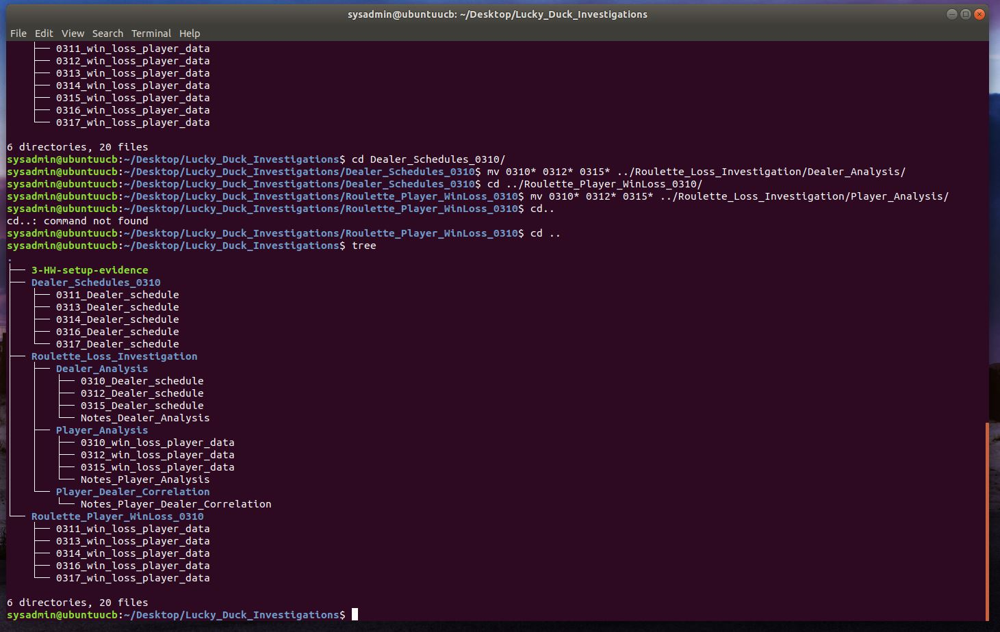 sysadmin@ubuntuucb: ~/Desktop/Lucky_Duck_Investigations
File Edit View Search Terminal Help
├── 0311_win_loss_player_data
├── 0312_win_loss_player_data
├── 0313_win_loss_player_data
├── 0314_win_loss_player_data
├── 0315_win_loss_player_data
├── 0316_win_loss_player_data
└── 0317_win_loss_player_data
6 directories, 20 files
sysadmin@ubuntuucb:~/Desktop/Lucky_Duck_Investigations$ cd Dealer_Schedules_0310/
sysadmin@ubuntuucb:~/Desktop/Lucky_Duck_Investigations/Dealer_Schedules_0310$ mv 0310* 0312* 0315* ../Roulette_Loss_Investigation/Dealer_Analysis/
sysadmin@ubuntuucb:~/Desktop/Lucky_Duck_Investigations/Dealer_Schedules_0310$ cd ../Roulette_Player_WinLoss_0310/
sysadmin@ubuntuucb:~/Desktop/Lucky_Duck_Investigations/Roulette_Player_WinLoss_0310$ mv 0310* 0312* 0315* ../Roulette_Loss_Investigation/Player_Analysis/
sysadmin@ubuntuucb:~/Desktop/Lucky_Duck_Investigations/Roulette_Player_WinLoss_0310$ cd..
cd..: command not found
sysadmin@ubuntuucb:~/Desktop/Lucky_Duck_Investigations/Roulette_Player_WinLoss_0310$ cd ..
sysadmin@ubuntuucb:~/Desktop/Lucky_Duck_Investigations$ tree
.
├── 3-HW-setup-evidence
├── Dealer_Schedules_0310
│   ├── 0311_Dealer_schedule
│   ├── 0313_Dealer_schedule
│   ├── 0314_Dealer_schedule
│   ├── 0316_Dealer_schedule
│   └── 0317_Dealer_schedule
├── Roulette_Loss_Investigation
│   ├── Dealer_Analysis
│   │   ├── 0310_Dealer_schedule
│   │   ├── 0312_Dealer_schedule
│   │   ├── 0315_Dealer_schedule
│   │   └── Notes_Dealer_Analysis
│   ├── Player_Analysis
│   │   ├── 0310_win_loss_player_data
│   │   ├── 0312_win_loss_player_data
│   │   ├── 0315_win_loss_player_data
│   │   └── Notes_Player_Analysis
│   └── Player_Dealer_Correlation
│       └── Notes_Player_Dealer_Correlation
└── Roulette_Player_WinLoss_0310
    ├── 0311_win_loss_player_data
    ├── 0313_win_loss_player_data
    ├── 0314_win_loss_player_data
    ├── 0316_win_loss_player_data
    └── 0317_win_loss_player_data
6 directories, 20 files
sysadmin@ubuntuucb:~/Desktop/Lucky_Duck_Investigations$